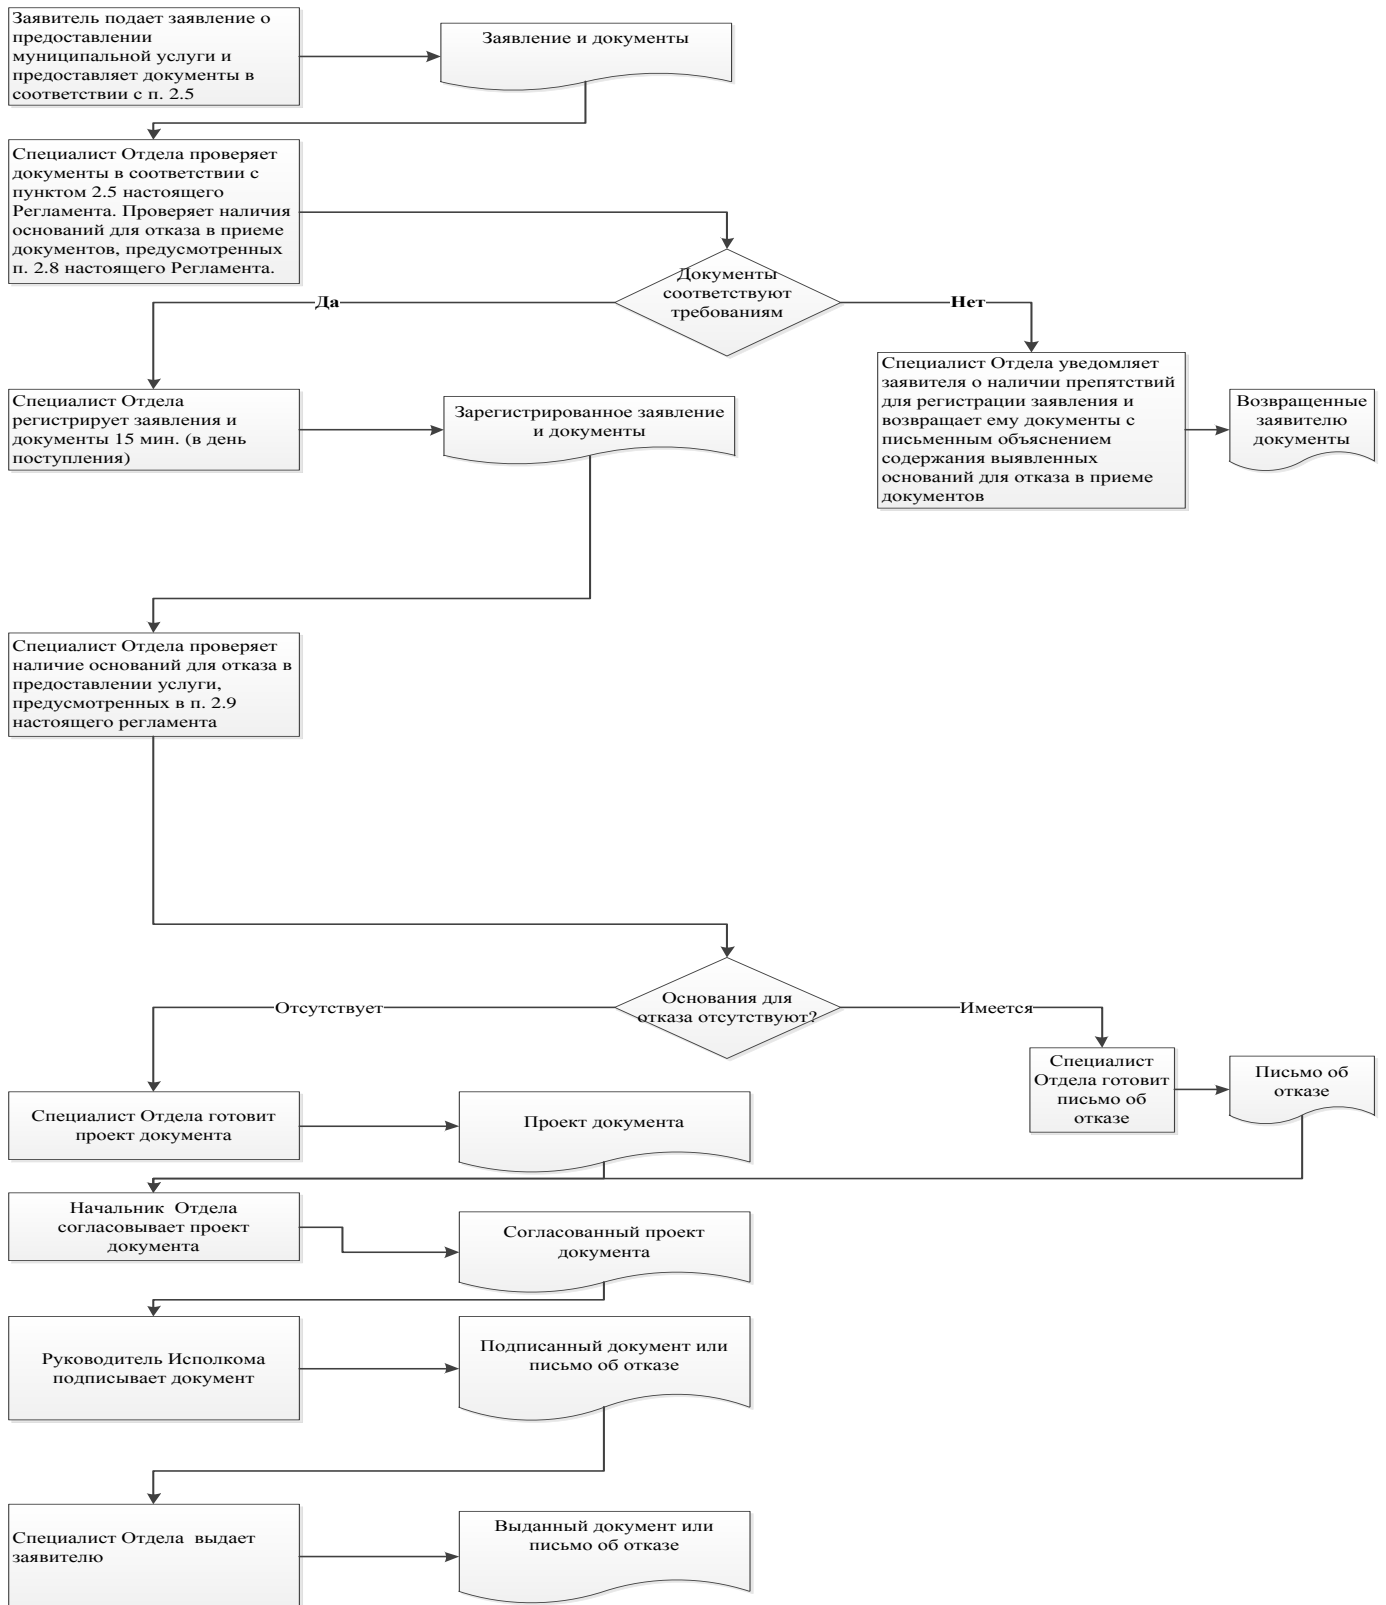 Заявитель подает заявление о
предоставлении
муниципальной услуги и
предоставляет документы в
соответствии с п. 2.5
Заявление и документы
Специалист Отдела проверяет
документы в соответствии с
пунктом 2.5 настоящего
Регламента. Проверяет наличия
оснований для отказа в приеме
документов, предусмотренных
п. 2.8 настоящего Регламента.
Документы
соответствуют
требованиям
Да
Нет
Специалист Отдела
регистрирует заявления и
документы 15 мин. (в день
поступления)
Зарегистрированное заявление
и документы
Специалист Отдела уведомляет
заявителя о наличии препятствий
для регистрации заявления и
возвращает ему документы с
письменным объяснением
содержания выявленных
оснований для отказа в приеме
документов
Возвращенные
заявителю
документы
Специалист Отдела проверяет
наличие оснований для отказа в
предоставлении услуги,
предусмотренных в п. 2.9
настоящего регламента
Основания для
отказа отсутствуют?
Отсутствует
Имеется
Специалист
Отдела готовит
письмо об
отказе
Письмо об
отказе
Специалист Отдела готовит
проект документа
Проект документа
Начальник Отдела
согласовывает проект
документа
Согласованный проект
документа
Руководитель Исполкома
подписывает документ
Подписанный документ или
письмо об отказе
Специалист Отдела выдает
заявителю
Выданный документ или
письмо об отказе